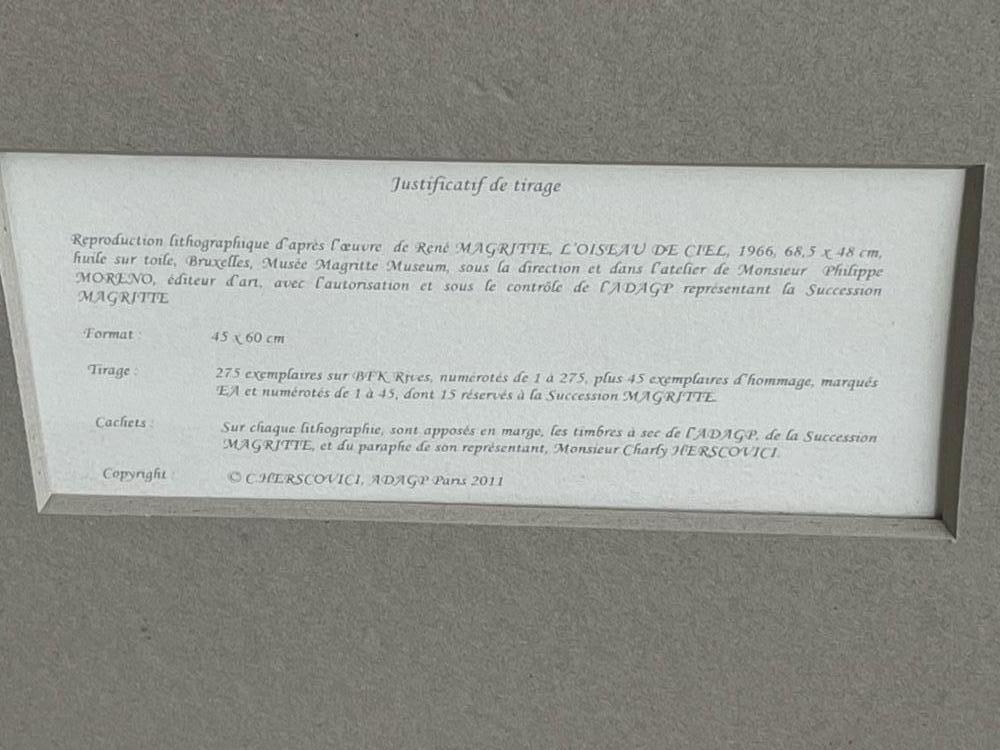 Justificatif de tirage
Reproduction lithographique d'après l'œuvre de René MAGRITTE, L'OISEAU DE CIEL, 1966, 68,5 x 48 cm,
huile sur toile, Bruxelles, Musée Magritte Museum, sous la direction et dans l'atelier de Monsieur Philippe
MORENO, éditeur d'art, avec l'autorisation et sous le contrôle de l'ADAGP représentant la Succession
MAGRITTE
Format : 45 x 60 cm
Tirage : 275 exemplaires sur BFK Rives, numérotés de 1 à 275, plus 45 exemplaires d'hommage, marqués
EA et numérotés de 1 à 45, dont 15 réservés à la Succession MAGRITTE.
Cachets : Sur chaque lithographie, sont apposés en marge, les timbres à sec de l'ADAGP, de la Succession
MAGRITTE, et du paraphe de son représentant, Monsieur Charly HERSCOVICI.
Copyright : © C.HERSCOVICI, ADAGP Paris 2011